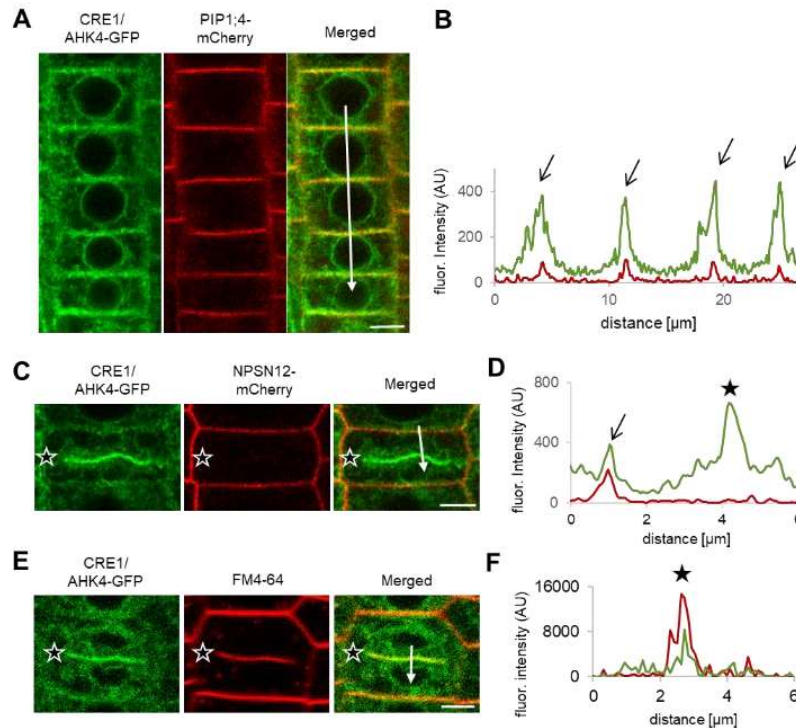 A
CRE1/
AHK4-GFP
PIP1;4-
mCherry
Merged
B
fluor. Intensity (AU)
400
200
0
0
10
20
distance [µm]
C
CRE1/
AHK4-GFP
NPSN12-
mCherry
Merged
D
fluor. Intensity (AU)
800
400
0
0
2
4
6
distance [µm]
E
CRE1/
AHK4-GFP
FM4-64
Merged
F
fluor. intensity (AU)
16000
8000
0
0
2
4
6
distance [µm]